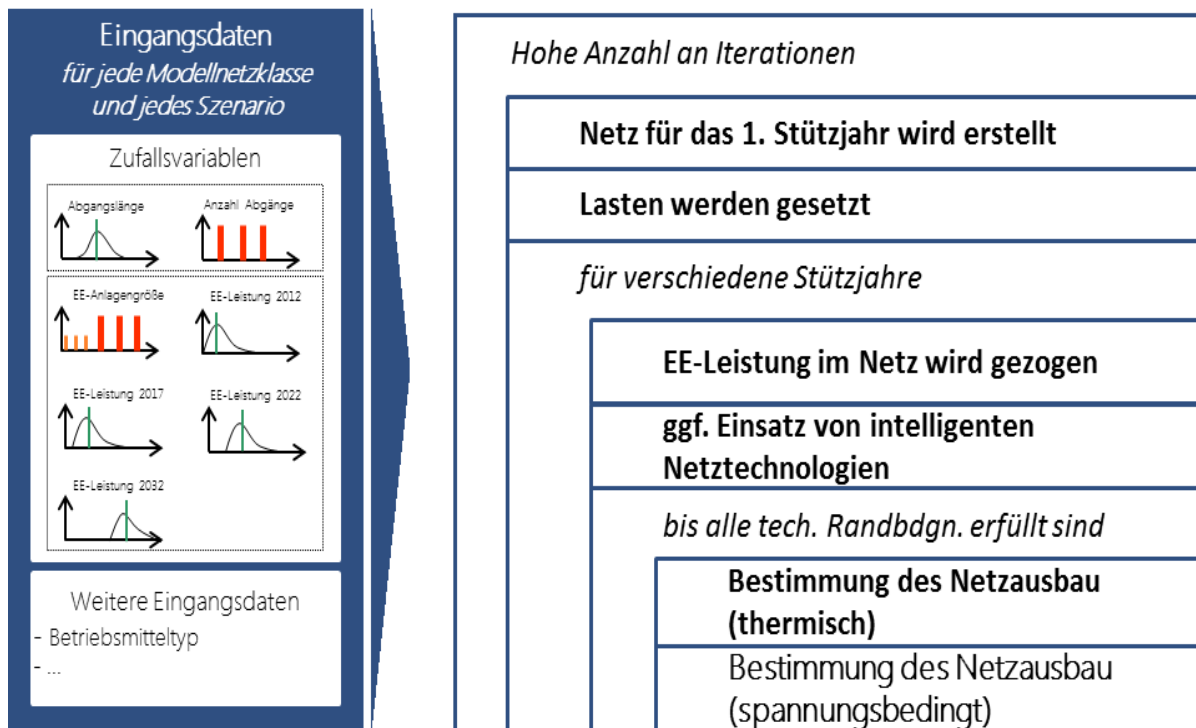 Eingangsdaten
für jede Modellnetzklasse
und jedes Szenario
Zufallsvariablen
Abgangslänge
Anzahl Abgänge
EE-Anlagengröße
EE-Leistung 2012
EE-Leistung 2017
EE-Leistung 2022
EE-Leistung 2032
Weitere Eingangsdaten
- Betriebsmitteltyp
- ...
Hohe Anzahl an Iterationen
Netz für das 1. Stützjahr wird erstellt
Lasten werden gesetzt
für verschiedene Stützjahre
EE-Leistung im Netz wird gezogen
ggf. Einsatz von intelligenten
Netztechnologien
bis alle tech. Randbdgn. erfüllt sind
Bestimmung des Netzausbau
(thermisch)
Bestimmung des Netzausbau
(spannungsbedingt)